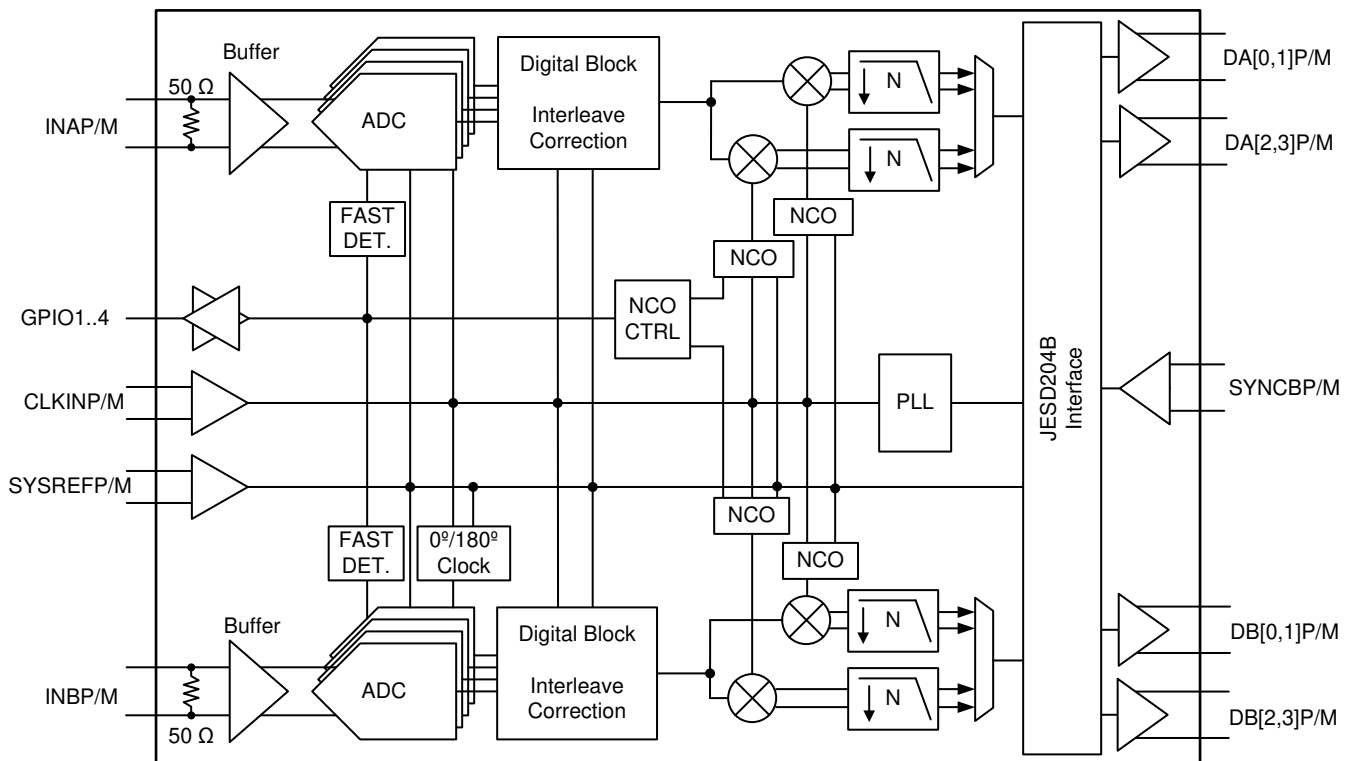 Buffer
50 Ω
INAP/M
ADC
Digital Block
Interleave
Correction
N
N
DA[0,1]P/M
DA[2,3]P/M
FAST
DET.
NCO
NCO
GPIO1..4
NCO
CTRL
CLKINP/M
PLL
JESD204B
Interface
SYNCBP/M
SYSREFP/M
NCO
FAST
DET.
0º/180º
Clock
NCO
Buffer
INBP/M
50 Ω
ADC
Digital Block
Interleave
Correction
N
N
DB[0,1]P/M
DB[2,3]P/M